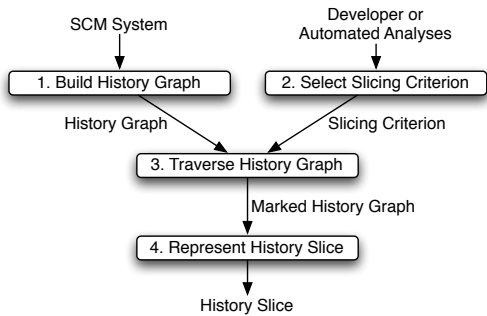 SCM System
Developer or
Automated Analyses
1. Build History Graph
2. Select Slicing Criterion
History Graph
Slicing Criterion
3. Traverse History Graph
Marked History Graph
4. Represent History Slice
History Slice